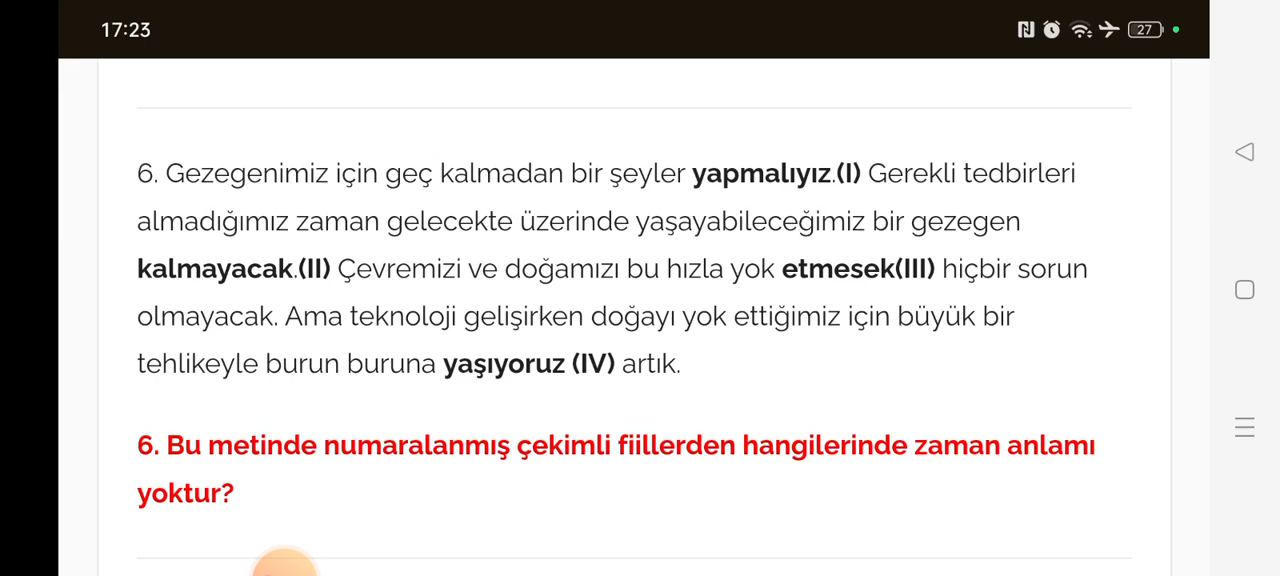 17:23
27
6. Gezegenimiz için geç kalmadan bir şeyler yapmalıyız.(I) Gerekli tedbirleri
almadığımız zaman gelecekte üzerinde yaşayabileceğimiz bir gezegen
kalmayacak.(II) Çevremizi ve doğamızı bu hızla yok etmesek(III) hiçbir sorun
olmayacak. Ama teknoloji gelişirken doğayı yok ettiğimiz için büyük bir
tehlikeyle burun buruna yaşıyoruz (IV) artık.
6. Bu metinde numaralanmış çekimli fiillerden hangilerinde zaman anlamı
yoktur?